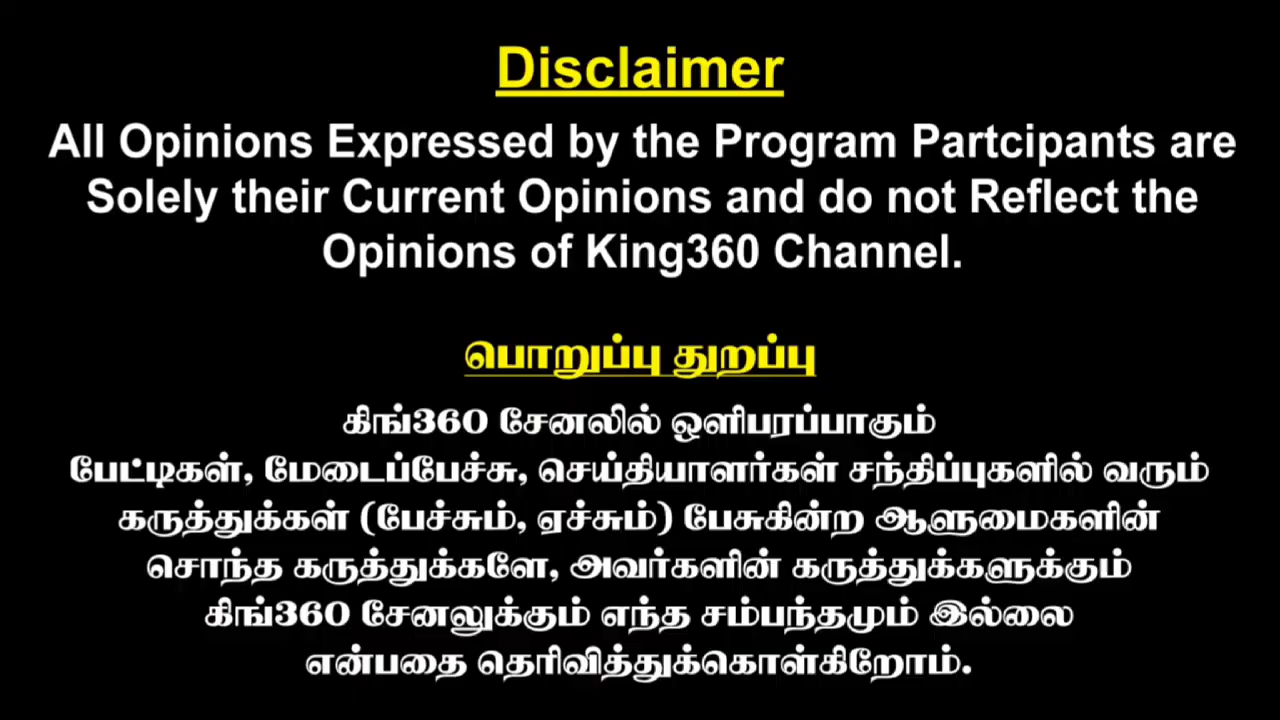 Disclaimer
All Opinions Expressed by the Program Partcipants are
Solely their Current Opinions and do not Reflect the
Opinions of King360 Channel.
பொறுப்பு துறப்பு
கிங்360 சேனலில் ஒளிபரப்பாகும்
பேட்டிகள், மேடைப்பேச்சு, செய்தியாளர்கள் சந்திப்புகளில் வரும்
கருத்துக்கள் (பேச்சும், ஏச்சும்) பேசுகின்ற ஆளுமைகளின்
சொந்த கருத்துக்களே, அவர்களின் கருத்துக்களுக்கும்
கிங்360 சேனலுக்கும் எந்த சம்பந்தமும் இல்லை
என்பதை தெரிவித்துக்கொள்கிறோம்.